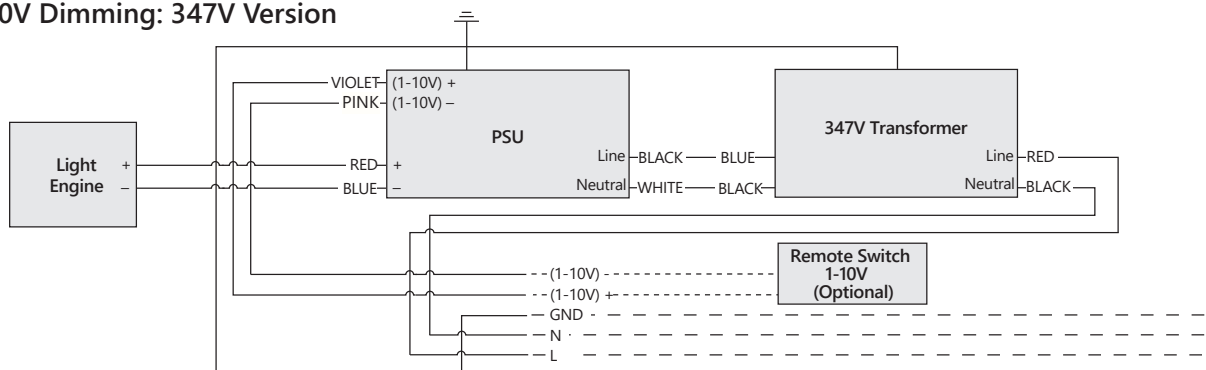 0V Dimming: 347V Version
VIOLET (1-10V) +
PINK (1-10V) –
PSU
347V Transformer
Light Engine + –
RED +
BLUE –
Line BLACK BLUE
Neutral WHITE BLACK
Line RED
Neutral BLACK
Remote Switch
1-10V
(Optional)
(1-10V) -
(1-10V) +
GND
N
L